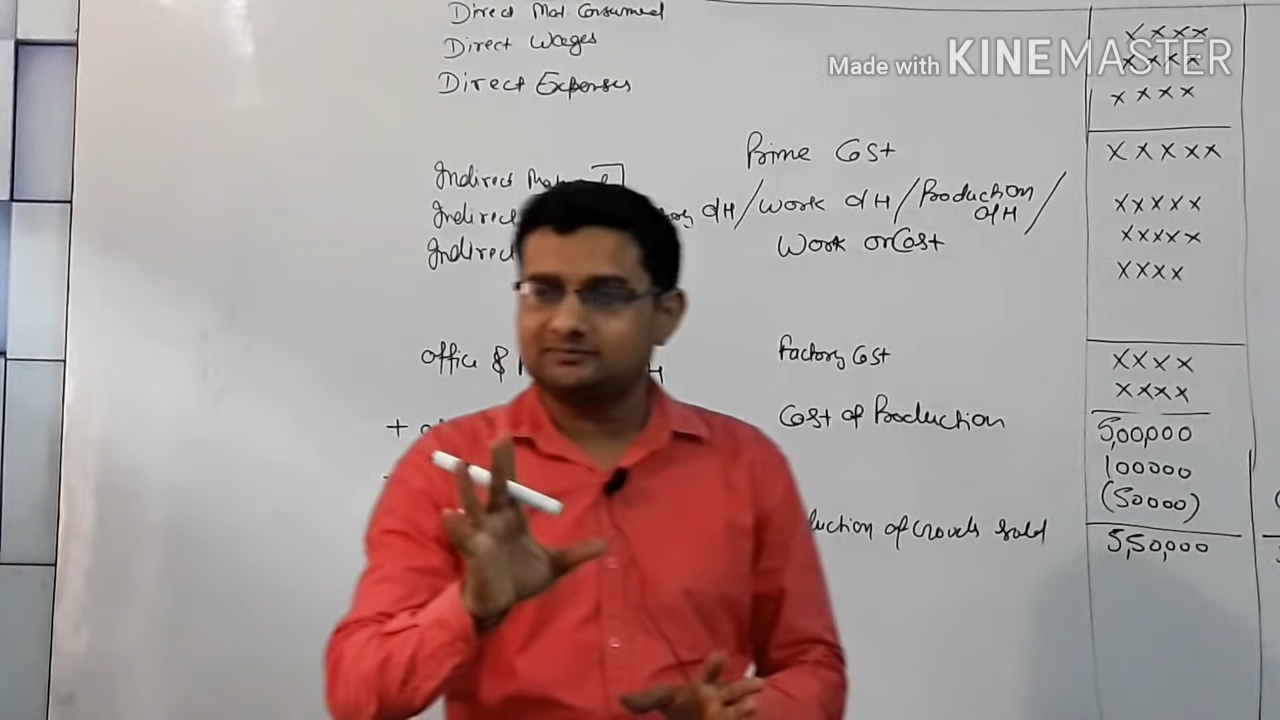 Direct Mat. Consumed
Direct Wages
xxxx
Made with KINEMASTER
xxxx
Direct Expenses
xxxx
Prime Cost
xxxxx
Indirect
Indirect oH/Work oH/Production oH/
xxxxx
Indirect Work on Cost
xxxxx
xxxx
Factory Cost
xxxx
office &
xxxx
Cost of Production
5,00,000
+
100000
(50000)
of Goods Sold
5,50,000